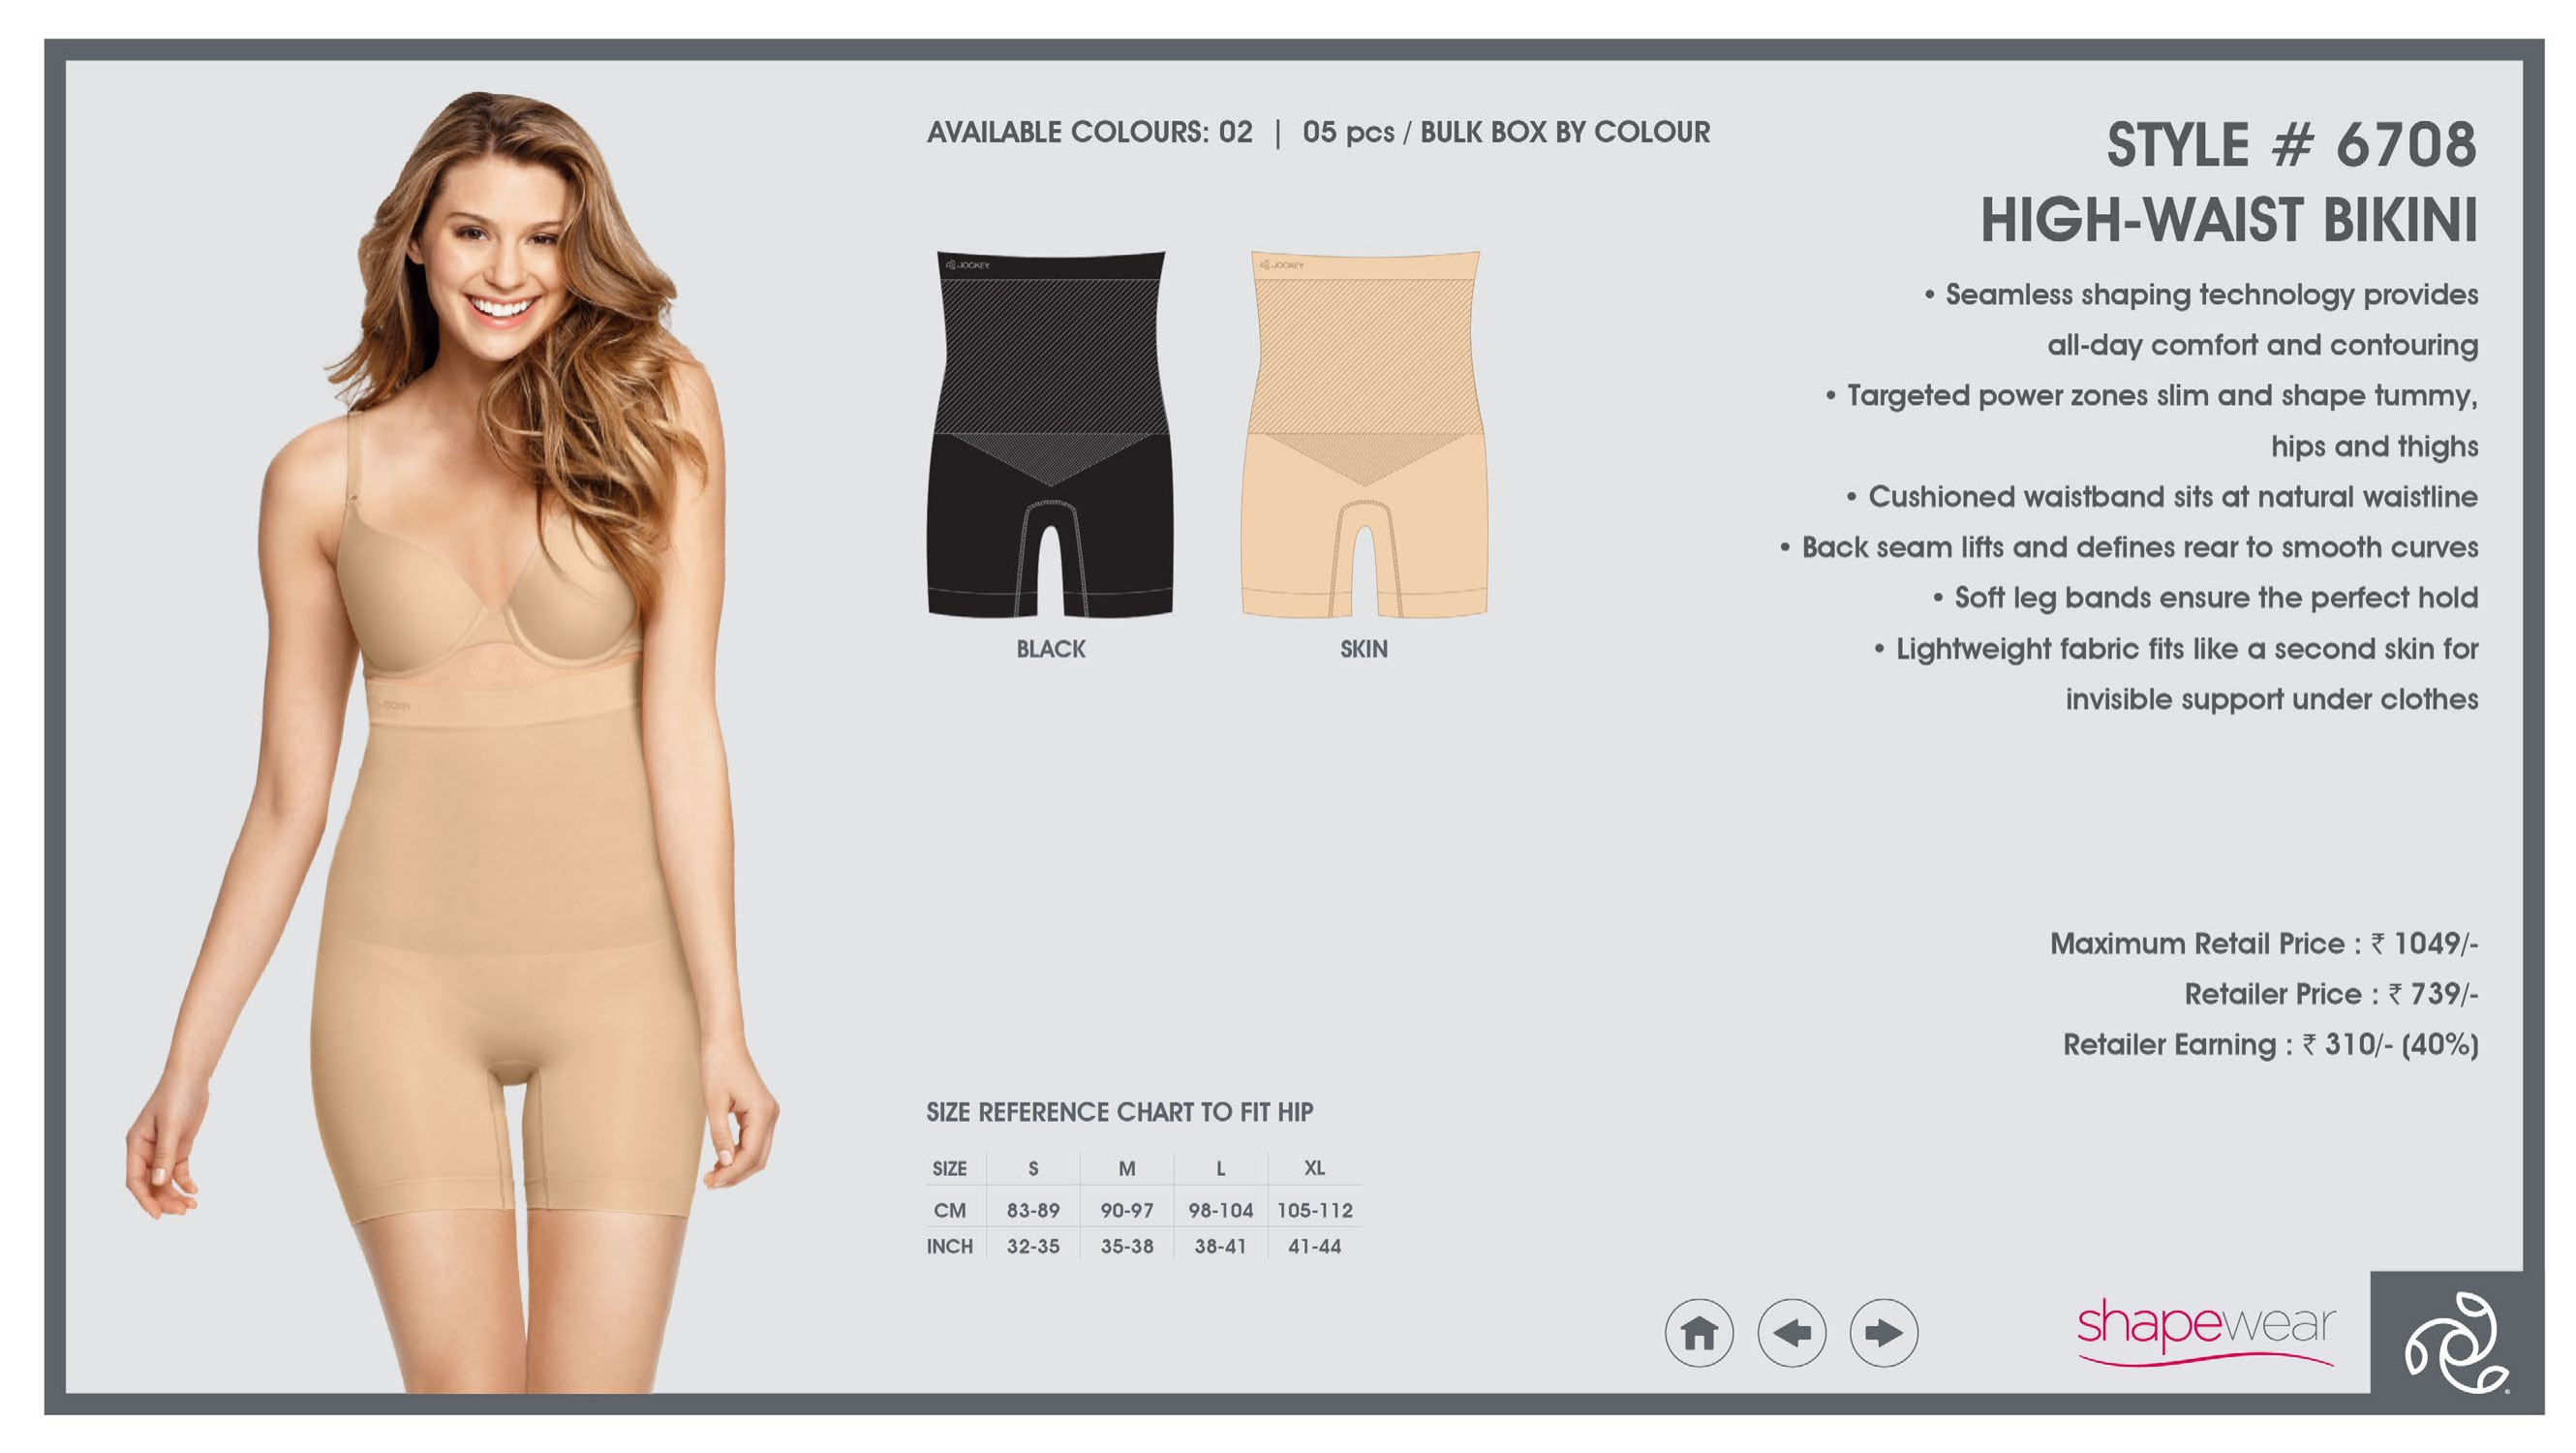 AVAILABLE COLOURS: 02 | 05 pcs / BULK BOX BY COLOUR
JOCKEY
JOCKEY
BLACK
SKIN
STYLE # 6708
HIGH-WAIST BIKINI
• Seamless shaping technology provides
all-day comfort and contouring
• Targeted power zones slim and shape tummy,
hips and thighs
• Cushioned waistband sits at natural waistline
• Back seam lifts and defines rear to smooth curves
• Soft leg bands ensure the perfect hold
• Lightweight fabric fits like a second skin for
invisible support under clothes
JOCKEY
Maximum Retail Price : ₹ 1049/-
Retailer Price : ₹ 739/-
Retailer Earning : ₹ 310/- (40%)
SIZE REFERENCE CHART TO FIT HIP
SIZE S M L XL
CM 83-89 90-97 98-104 105-112
INCH 32-35 35-38 38-41 41-44
shapewear